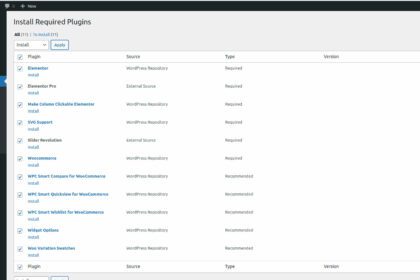 0 + New
Install Required Plugins
All (11) | To Install (11)
Install Apply
Plugin Source Type Version
Elementor WordPress Repository Required
Install
Elementor Pro External Source Required
Install
Make Column Clickable Elementor WordPress Repository Required
Install
SVG Support WordPress Repository Required
Install
Slider Revolution External Source Required
Install
Woocommerce WordPress Repository Required
Install
WPC Smart Compare for WooCommerce WordPress Repository Recommended
Install
WPC Smart Quickview for WooCommerce WordPress Repository Recommended
Install
WPC Smart Wishlist for WooCommerce WordPress Repository Recommended
Install
Widget Options WordPress Repository Recommended
Install
Woo Variation Swatches WordPress Repository Recommended
Install
Plugin Source Type Version